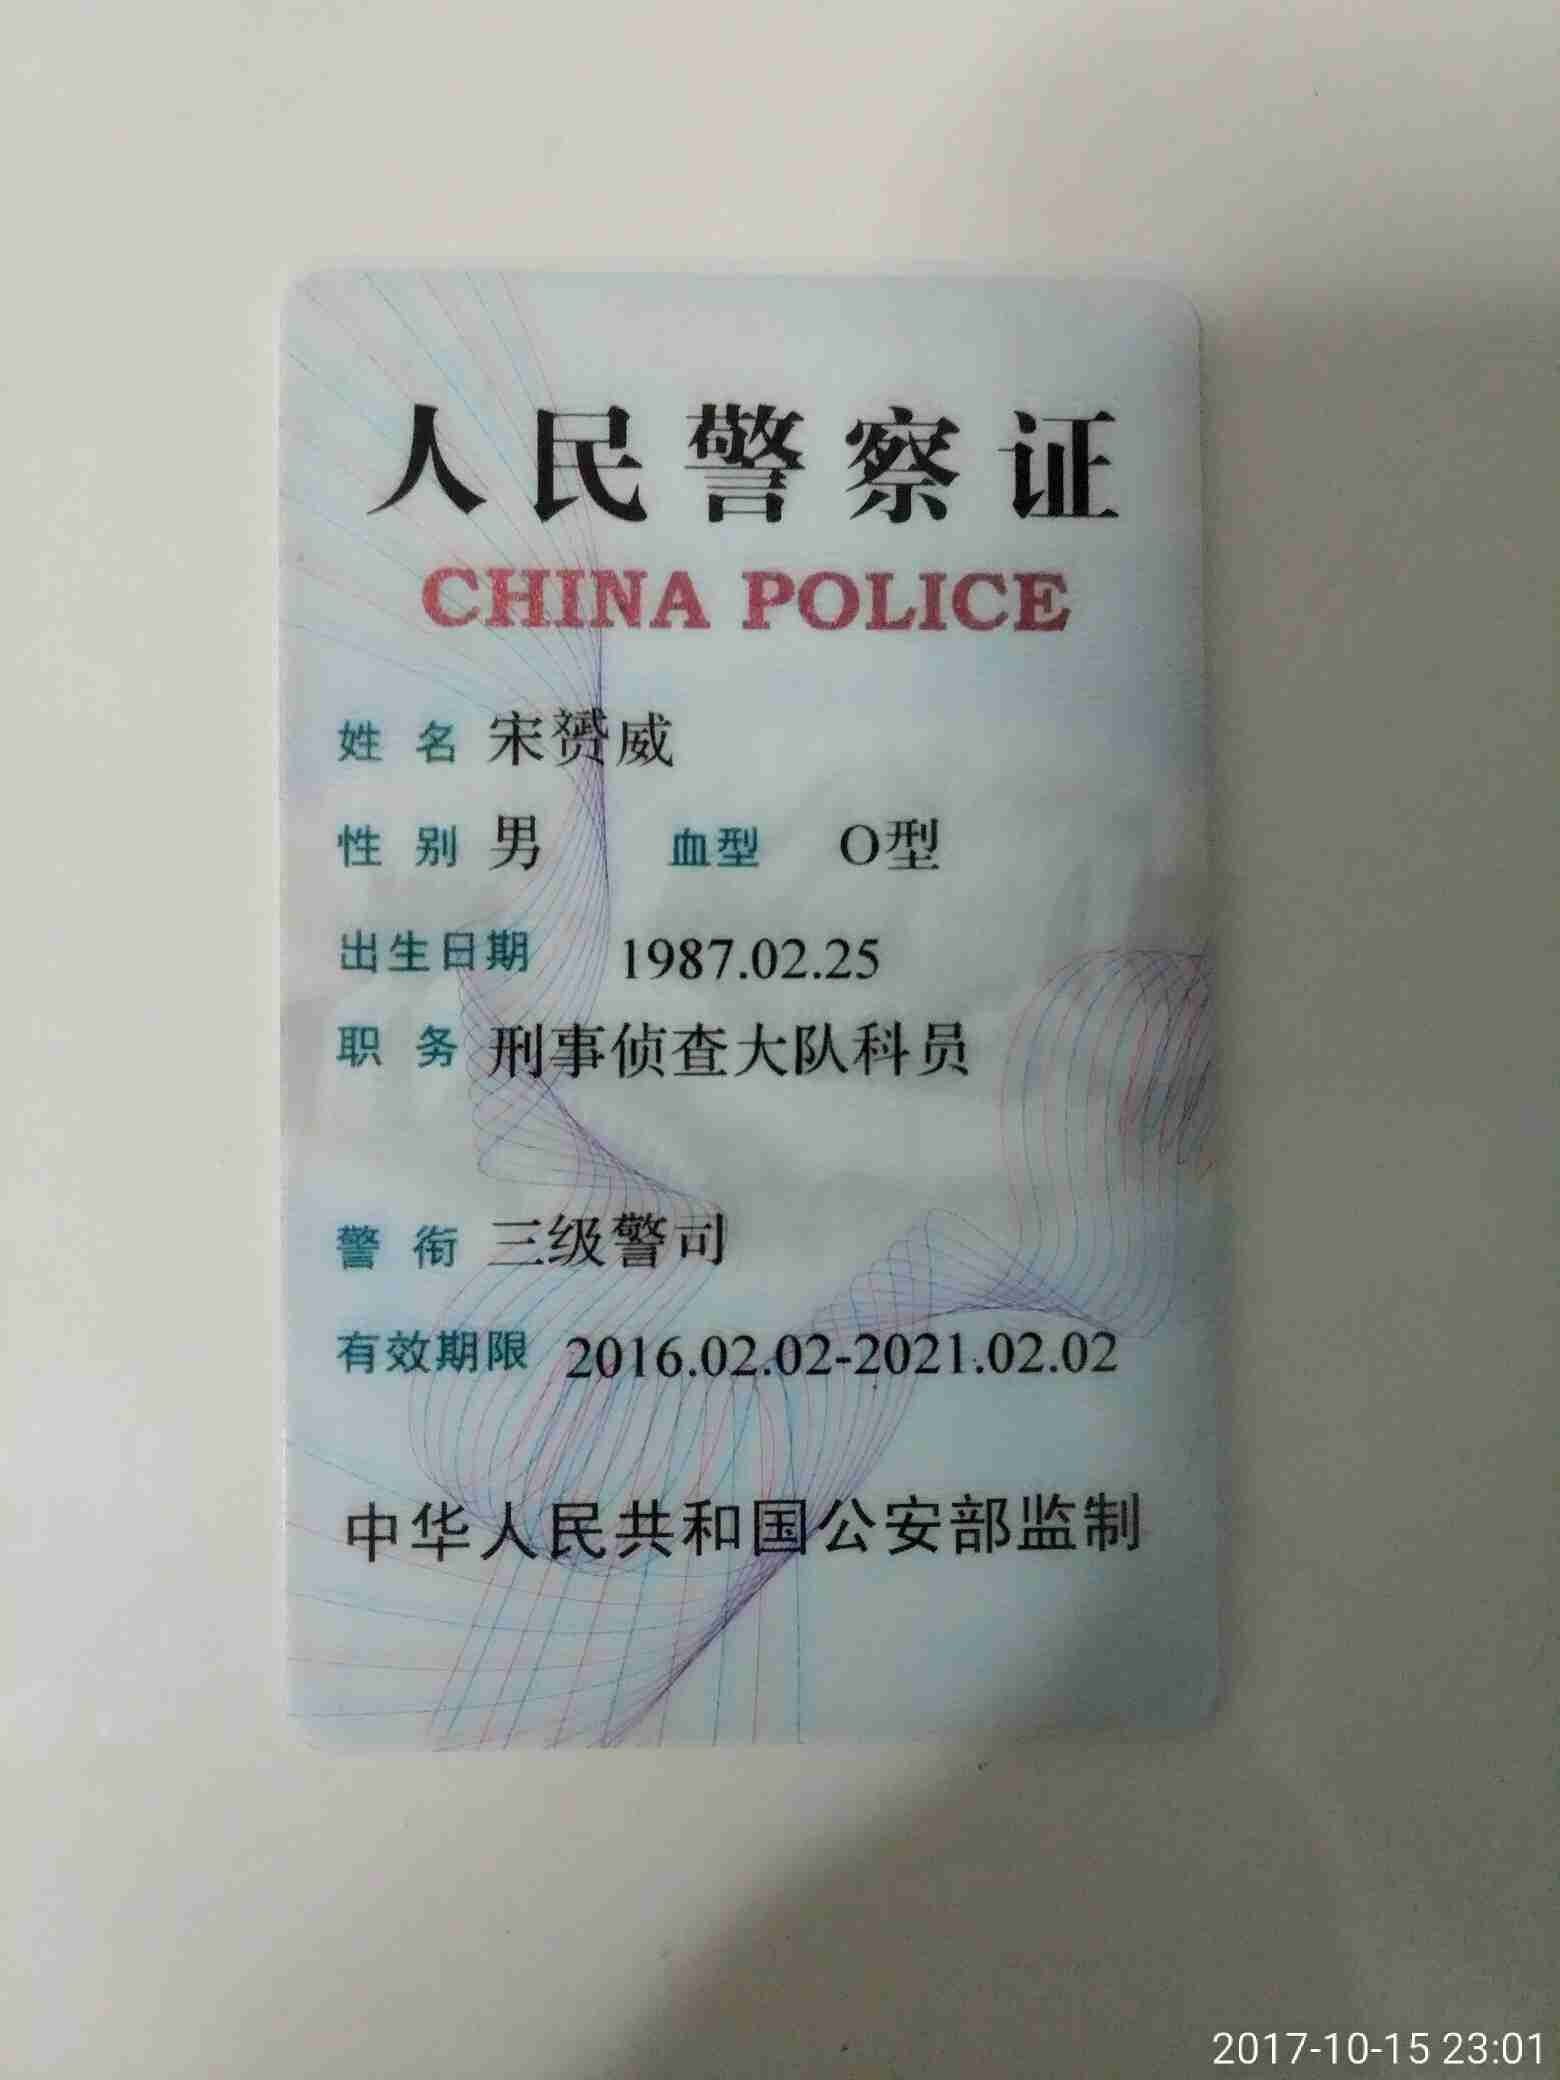 人民警察证
CHINA POLICE
姓 名 宋赟威
性 别 男 血型 O型
出生日期 1987.02.25
职 务 刑事侦查大队科员
警 衔 三级警司
有效期限 2016.02.02-2021.02.02
中华人民共和国公安部监制
2017-10-15 23:01